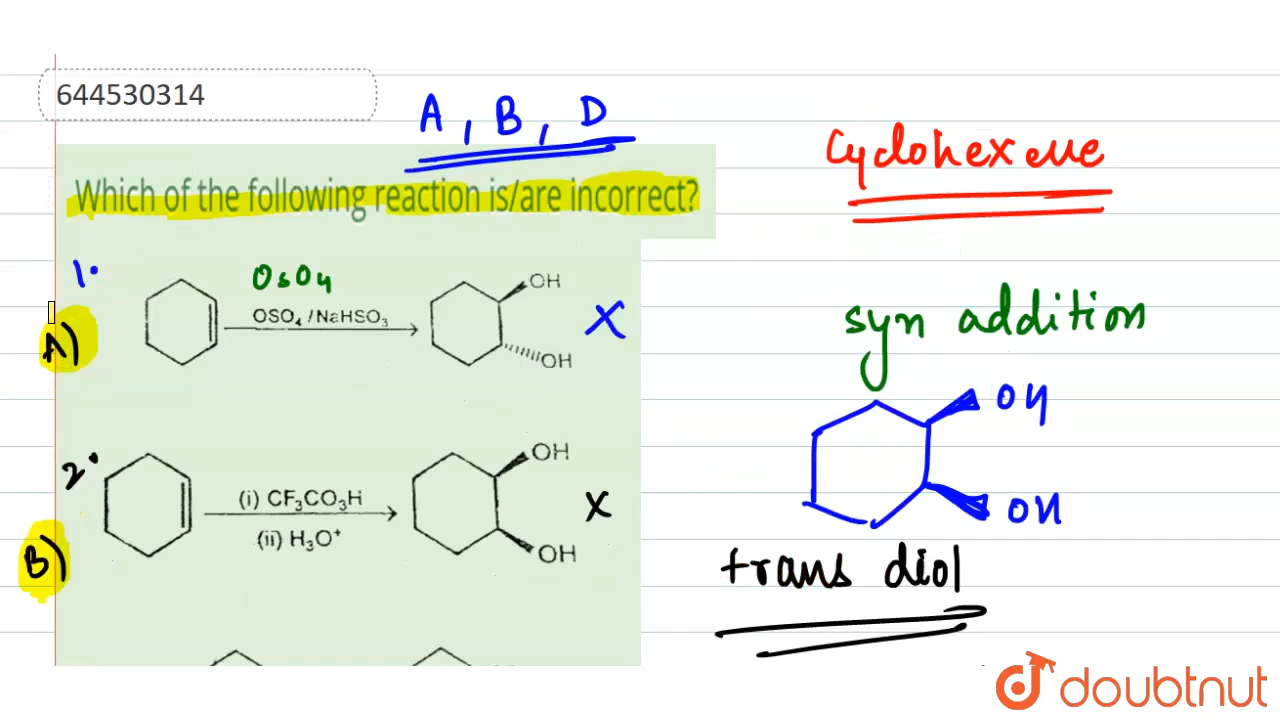 644530314
A, B, D
Cyclohexene
Which of the following reaction is/are incorrect?
1.
OsO4
OSO₄/NaHSO₃
OH
OH
X
A)
syn addition
OH
OH
2.
(i) CF₃CO₃H
(ii) H₃O⁺
OH
OH
X
B)
trans diol
doubtnut